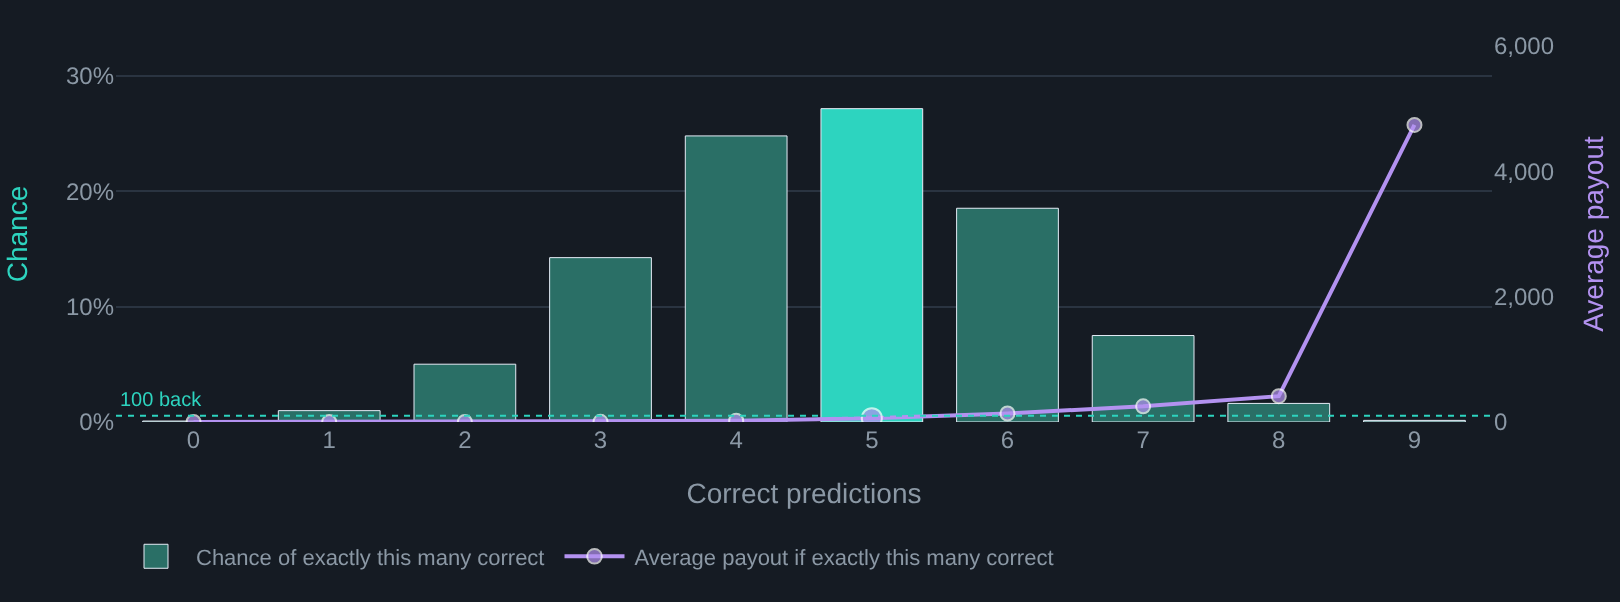 6,000
30%
4,000
20%
Chance
Average payout
2,000
10%
100 back
0%
0
0 1 2 3 4 5 6 7 8 9
Correct predictions
Chance of exactly this many correct
Average payout if exactly this many correct